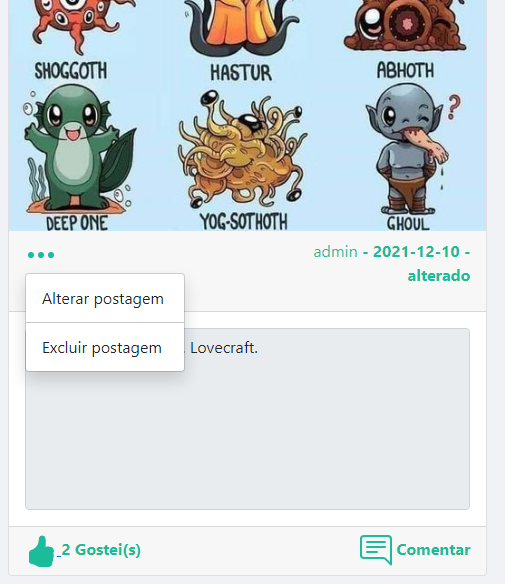 SHOGGOTH HASTUR ABHOTH
DEEP ONE YOG-SOTHOTH GHOUL
admin - 2021-12-10 -
alterado
Alterar postagem
Excluir postagem
. Lovecraft.
2 Gostei(s)
Comentar